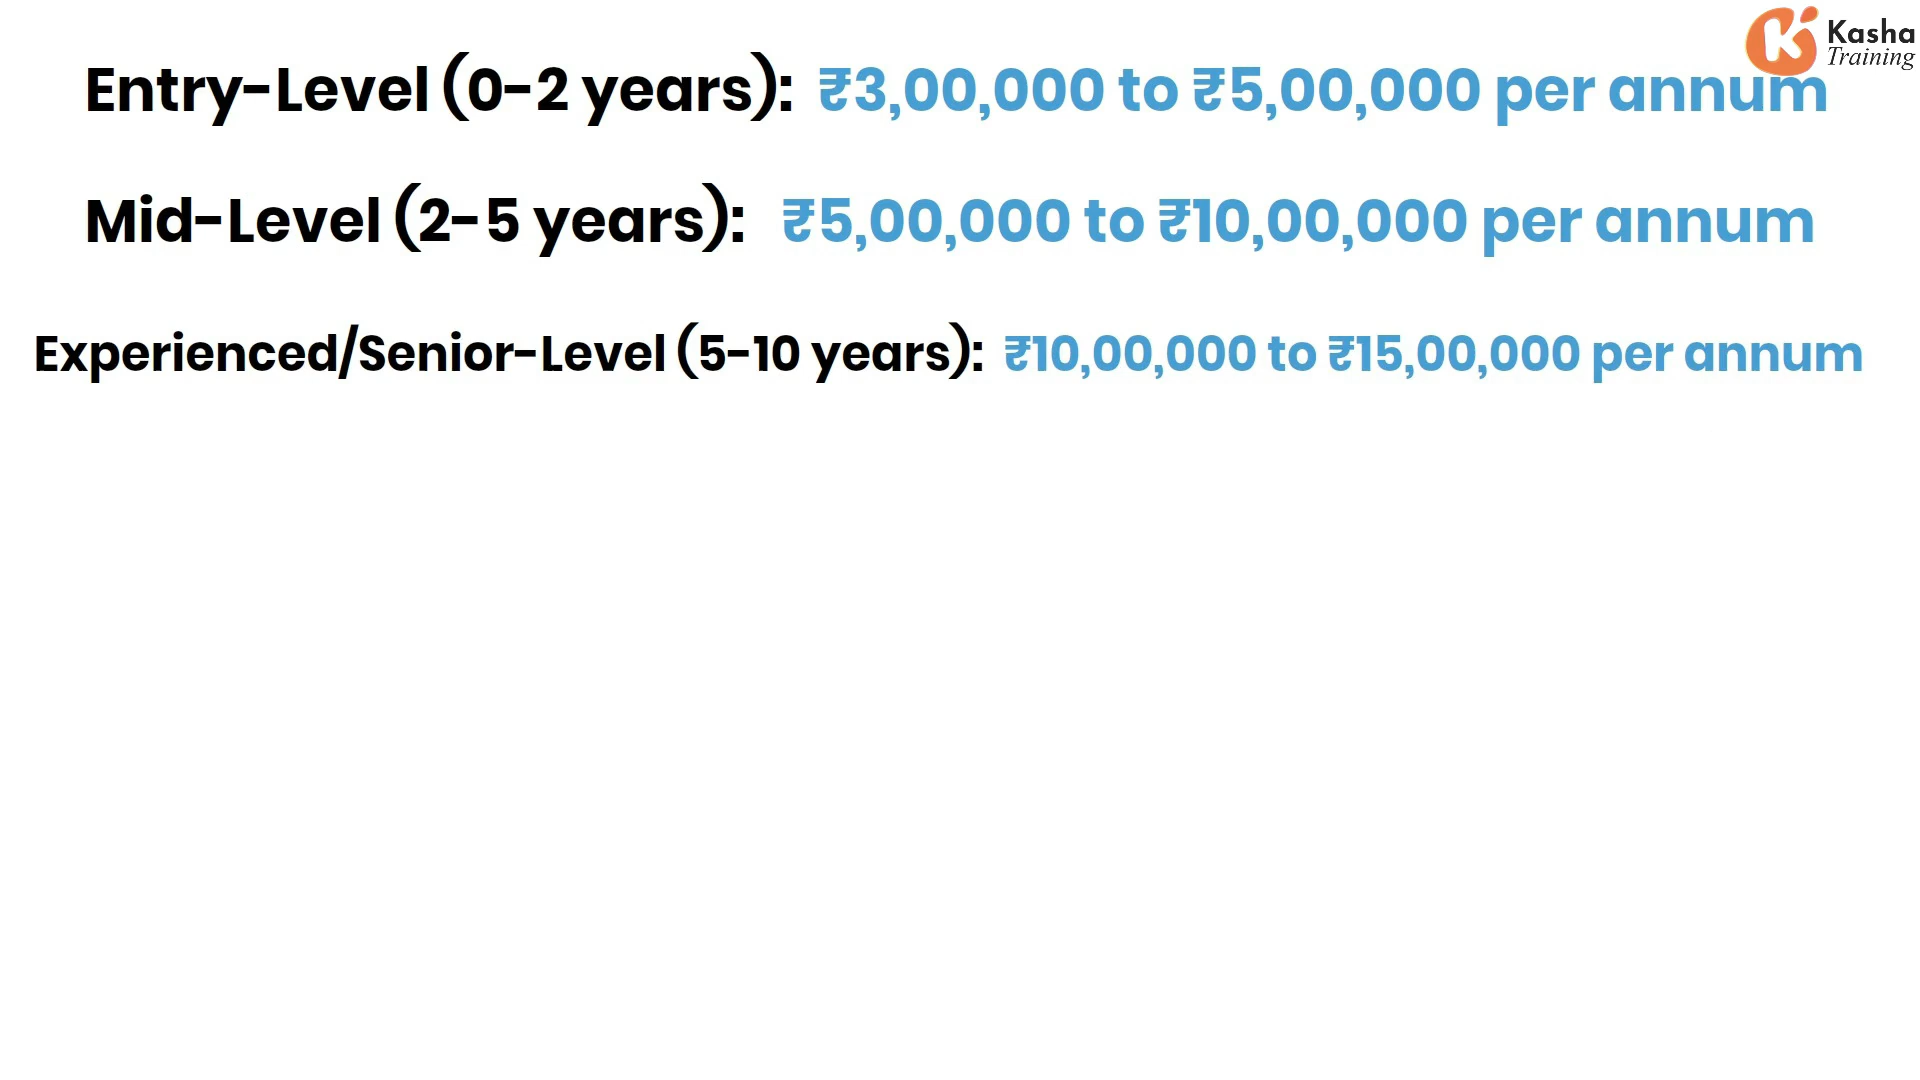 Kasha
Training
Entry-Level (0-2 years): ₹3,00,000 to ₹5,00,000 per annum
Mid-Level (2-5 years): ₹5,00,000 to ₹10,00,000 per annum
Experienced/Senior-Level (5-10 years): ₹10,00,000 to ₹15,00,000 per annum